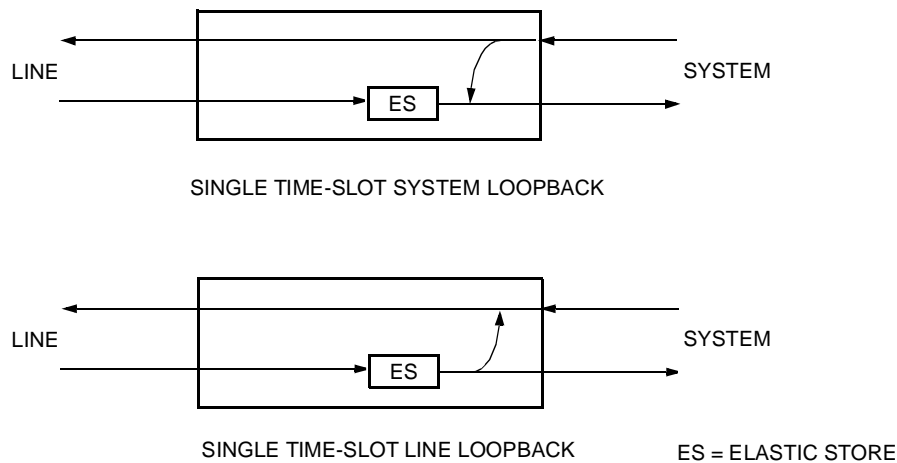 LINE
SYSTEM
ES
SINGLE TIME-SLOT SYSTEM LOOPBACK
LINE
SYSTEM
ES
SINGLE TIME-SLOT LINE LOOPBACK
ES = ELASTIC STORE